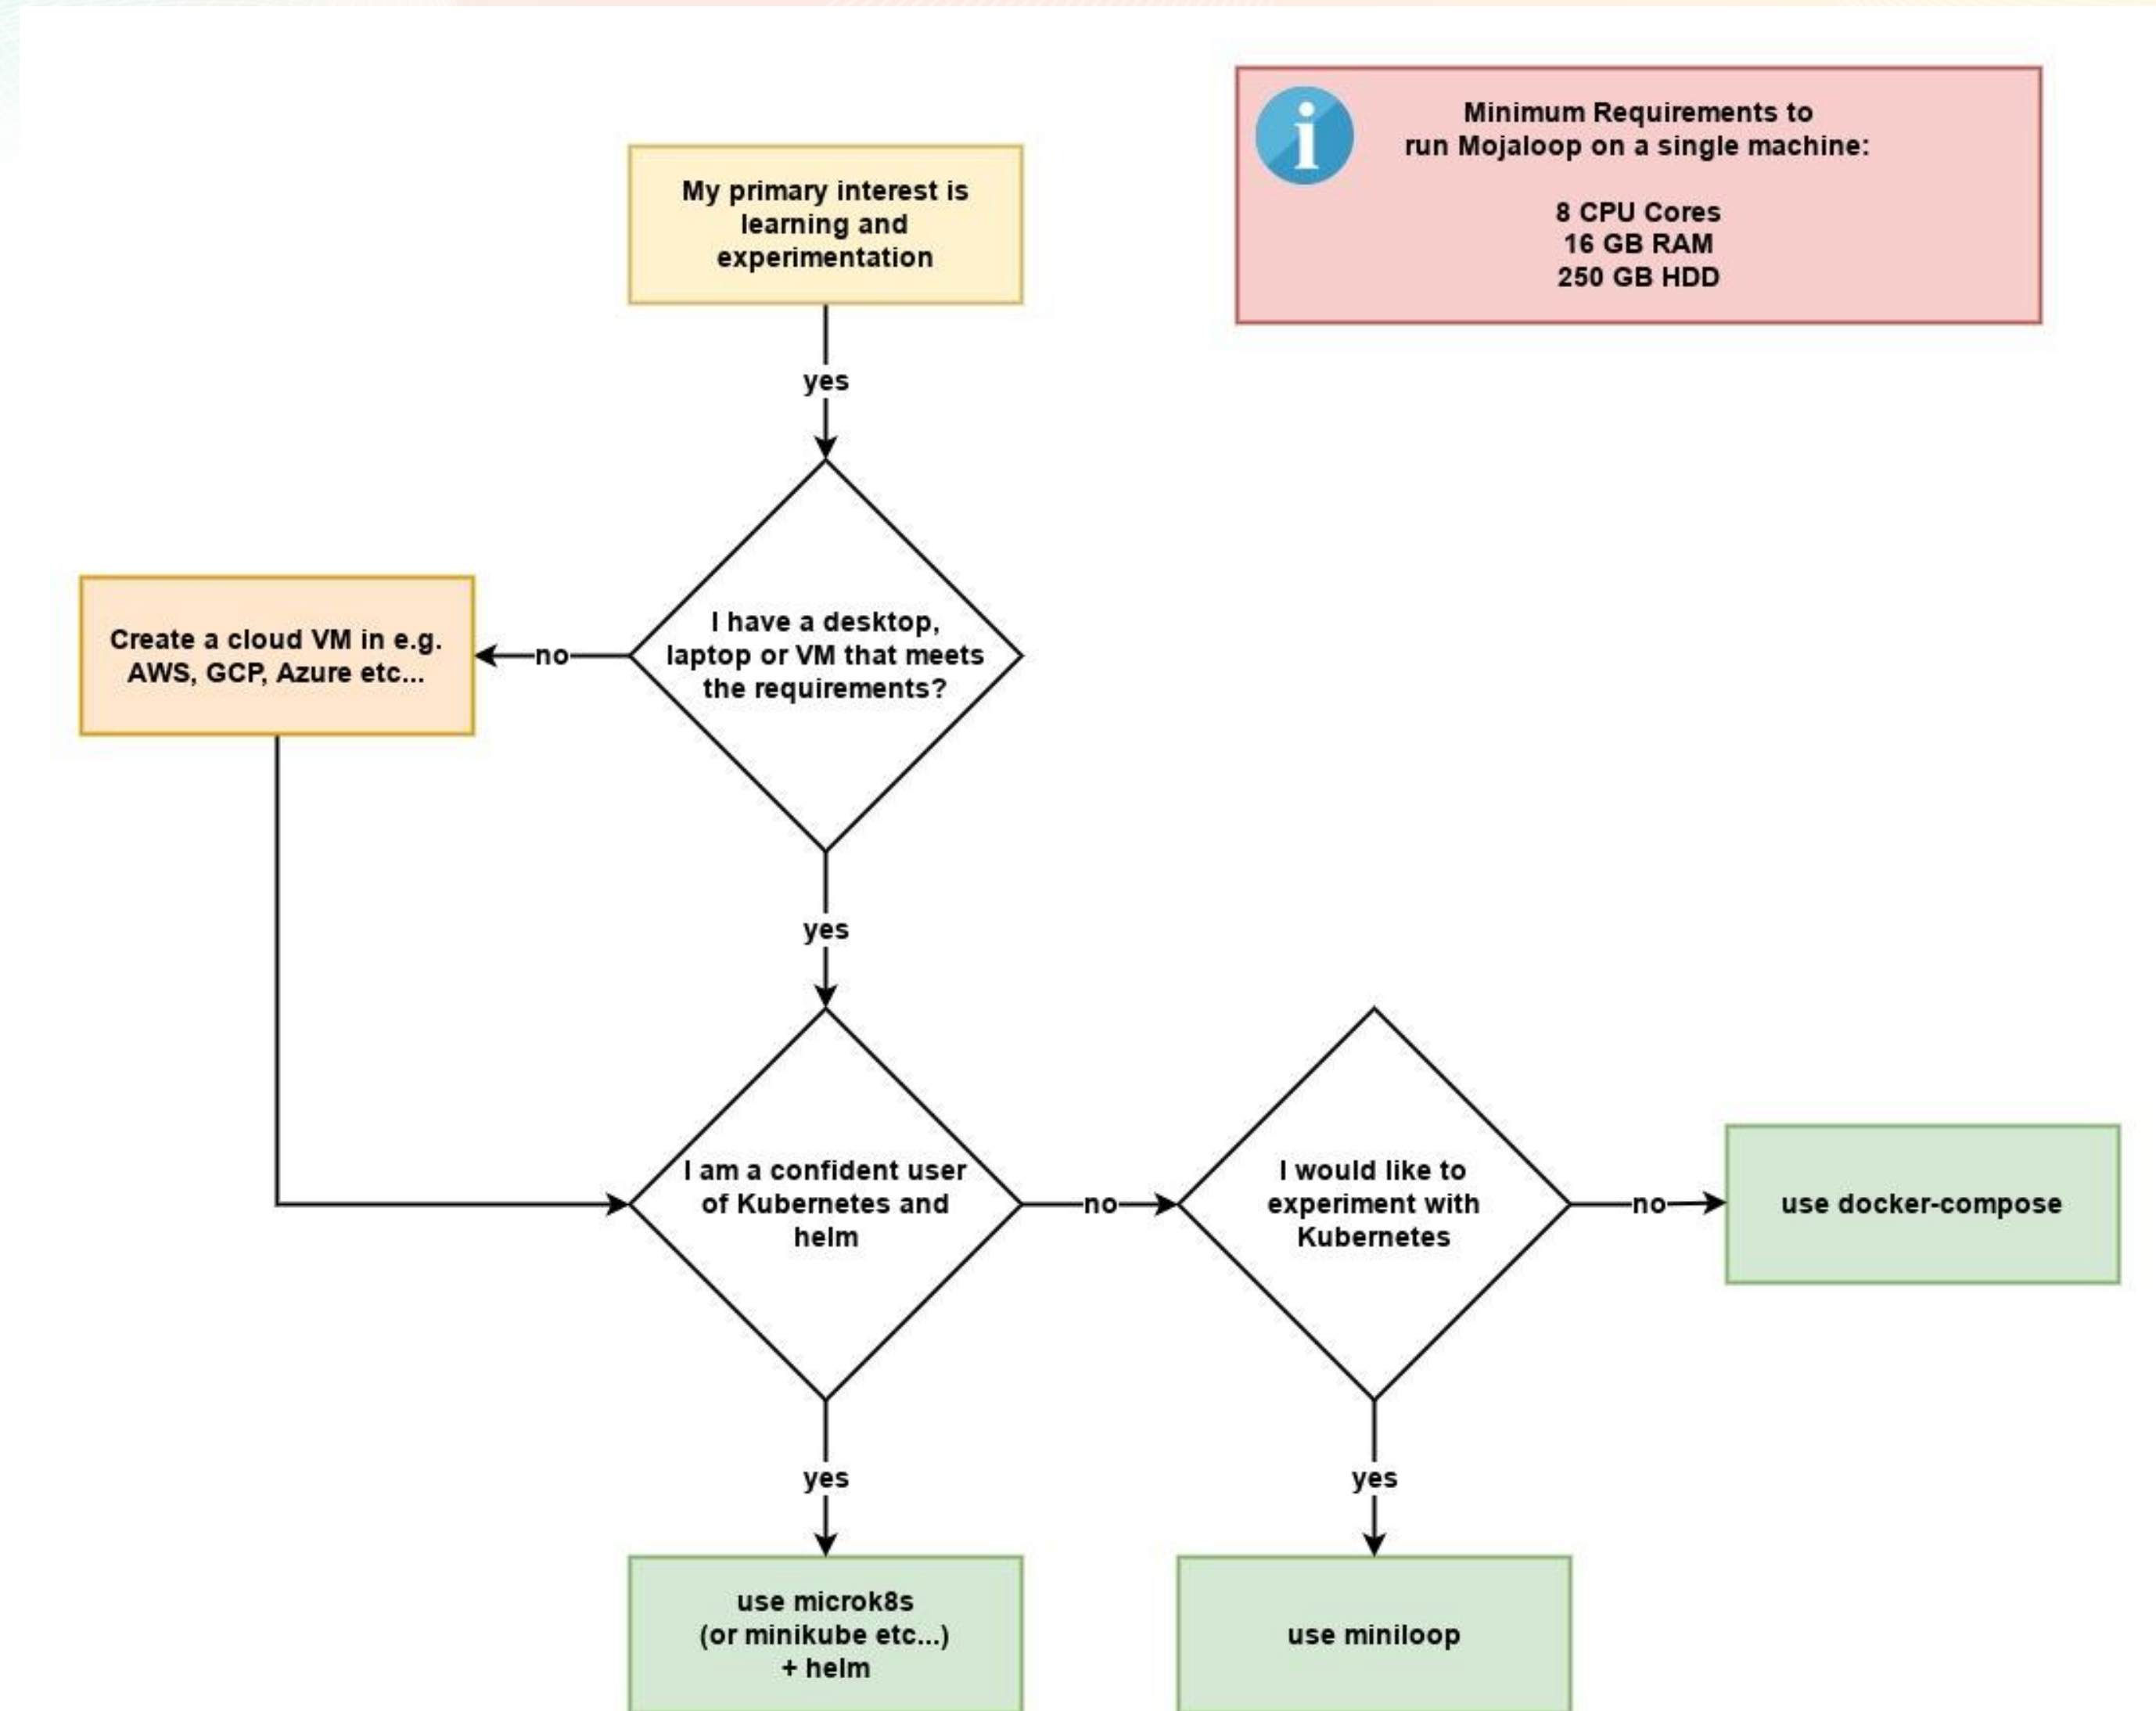 Minimum Requirements to
run Mojaloop on a single machine:
8 CPU Cores
16 GB RAM
250 GB HDD
My primary interest is
learning and
experimentation
yes
I have a desktop,
laptop or VM that meets
the requirements?
no
Create a cloud VM in e.g.
AWS, GCP, Azure etc...
yes
I am a confident user
of Kubernetes and
helm
no
I would like to
experiment with
Kubernetes
no
use docker-compose
yes
yes
use microk8s
(or minikube etc...)
+ helm
use miniloop